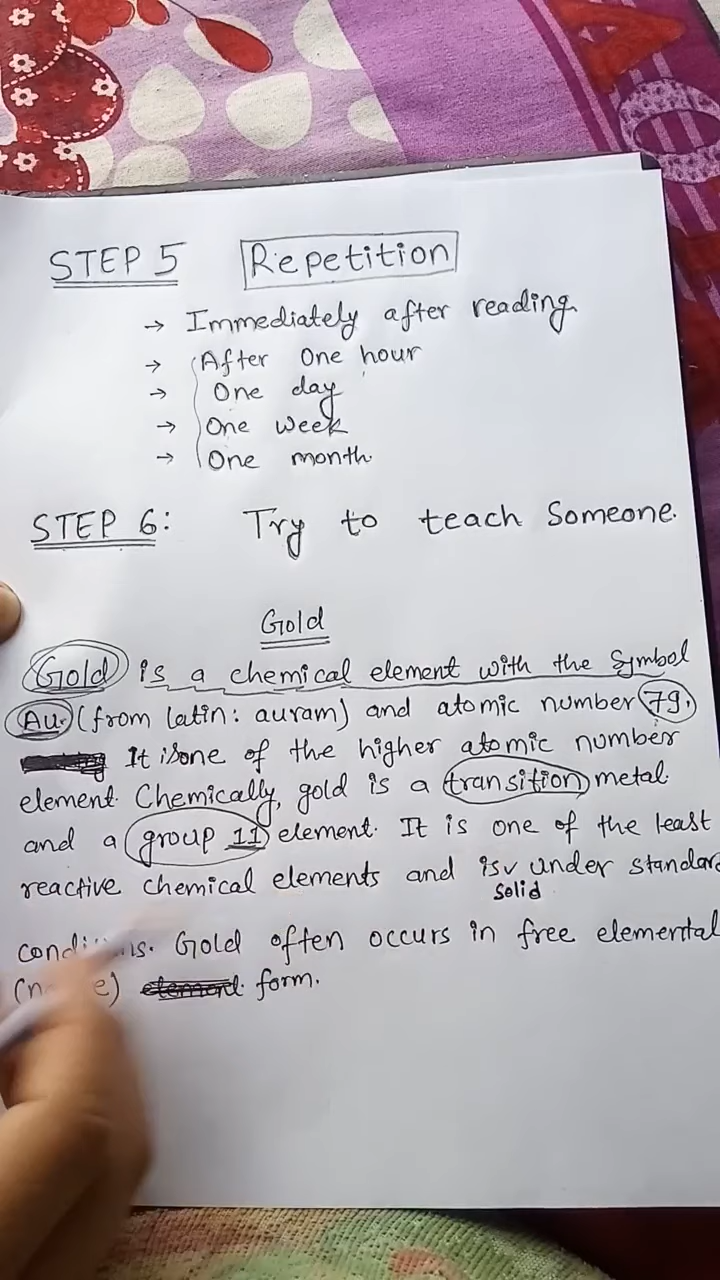 STEP 5 Repetition
→ Immediately after reading.
→ After one hour
→ One day
→ One week
→ One month.
STEP 6: Try to teach Someone.
Gold
Gold is a chemical element with the symbol
Au. (from latin: auram) and atomic number 79.
It is one of the higher atomic number
element. Chemically, gold is a transition metal.
and a group 11 element. It is one of the least
reactive chemical elements and is solid under standard
Gold often occurs in free elemental
form.